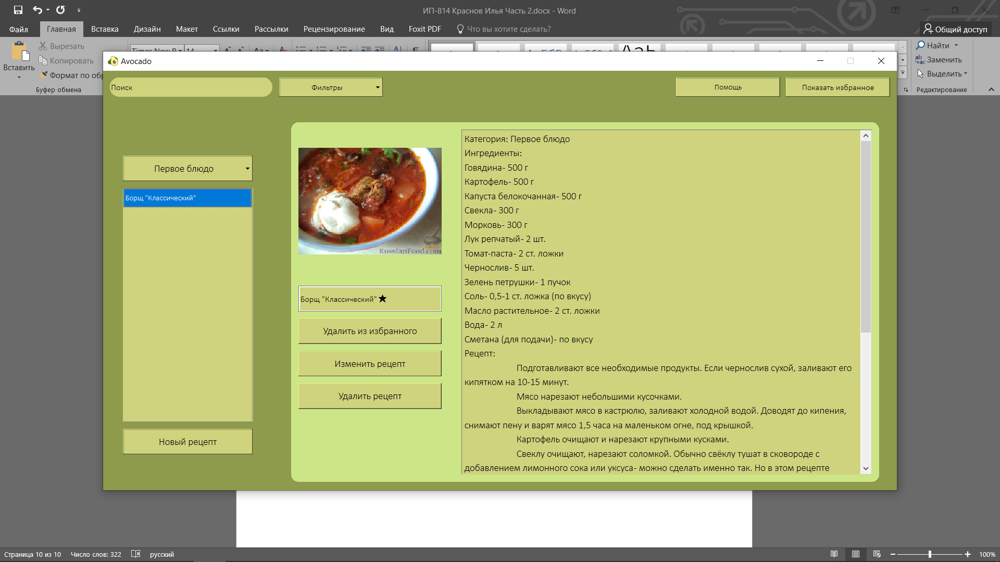 ИП-814 Краснов Илья Часть 2.docx - Word
Файл
Главная
Вставка
Дизайн
Макет
Ссылки
Рассылки
Рецензирование
Вид
Foxit PDF
Что вы хотите сделать?
Общий доступ
Вставить
Вырезать
Копировать
Формат по обр
Буфер обмена
14
Найти
Заменить
Выделить
Редактирование
Avocado
Поиск
Фильтры
Помощь
Показать избранное
Первое блюдо
Борщ "Классический"
Новый рецепт
RussianFood.com
Борщ "Классический" ★
Удалить из избранного
Изменить рецепт
Удалить рецепт
Категория: Первое блюдо
Ингредиенты:
Говядина- 500 г
Картофель- 500 г
Капуста белокочанная- 500 г
Свекла- 300 г
Морковь- 300 г
Лук репчатый- 2 шт.
Томат-паста- 2 ст. ложки
Чернослив- 5 шт.
Зелень петрушки- 1 пучок
Соль- 0,5-1 ст. ложка (по вкусу)
Масло растительное- 2 ст. ложки
Вода- 2 л
Сметана (для подачи)- по вкусу
Рецепт:
Подготавливают все необходимые продукты. Если чернослив сухой, заливают его
кипятком на 10-15 минут.
Мясо нарезают небольшими кусочками.
Выкладывают мясо в кастрюлю, заливают холодной водой. Доводят до кипения,
снимают пену и варят мясо 1,5 часа на маленьком огне, под крышкой.
Картофель очищают и нарезают крупными кусками.
Свеклу очищают, нарезают соломкой. Обычно свёклу тушат в сковороде с
добавлением лимонного сока или уксуса- можно сделать именно так. Но в этом рецепте
Страница 10 из 10
Число слов: 322
русский
100%